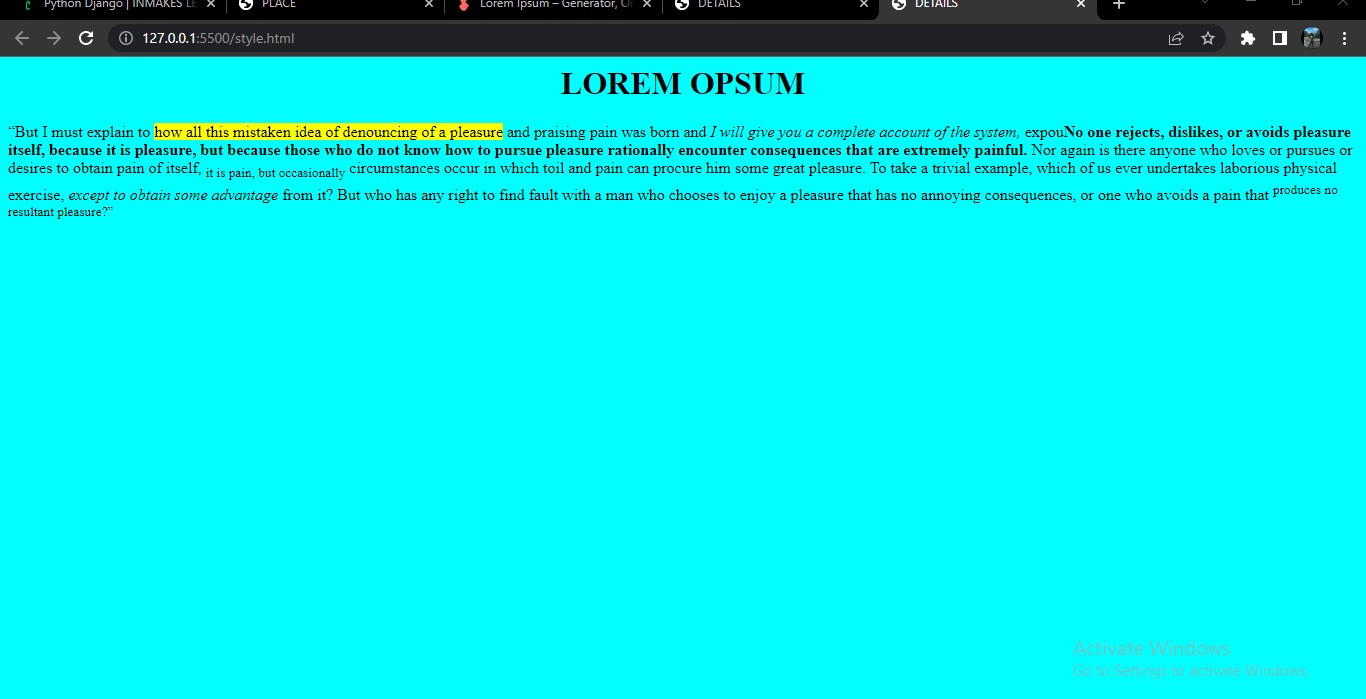 Python Django | INMAKES LE
PLACE
Lorem Ipsum – Generator, Or
DETAILS
DETAILS
127.0.0.1:5500/style.html
LOREM OPSUM
“But I must explain to how all this mistaken idea of denouncing of a pleasure and praising pain was born and I will give you a complete account of the system, expouNo one rejects, dislikes, or avoids pleasure
itself, because it is pleasure, but because those who do not know how to pursue pleasure rationally encounter consequences that are extremely painful. Nor again is there anyone who loves or pursues or
desires to obtain pain of itself, it is pain, but occasionally circumstances occur in which toil and pain can procure him some great pleasure. To take a trivial example, which of us ever undertakes laborious physical
exercise, except to obtain some advantage from it? But who has any right to find fault with a man who chooses to enjoy a pleasure that has no annoying consequences, or one who avoids a pain that produces no
resultant pleasure?”
Activate Windows
Go to Settings to activate Windows.